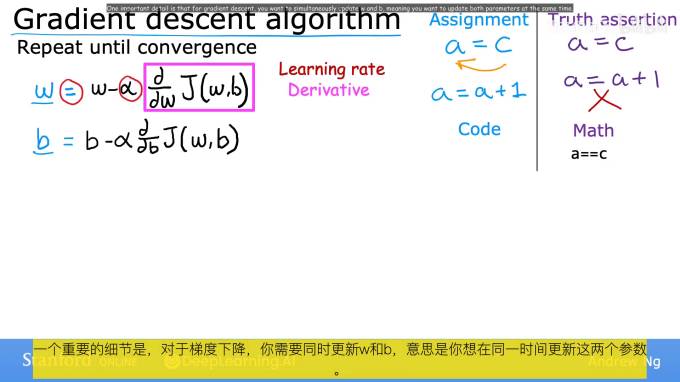 One important detail is that for gradient descent, you want to simultaneously update w and b, meaning you want to update both parameters at the same time.
Gradient descent algorithm
Repeat until convergence
w = w-α ∂/∂w J(w,b)
Learning rate
Derivative
b = b-α ∂/∂b J(w,b)
Assignment
a = c
a = a+1
Code
Truth assertion
a = c
a = a+1
Math
a==c
Stanford ONLINE
DeepLearning.AI
Andrew Ng
一个重要的细节是，对于梯度下降，你需要同时更新w和b，意思是你想在同一时间更新这两个参数
。